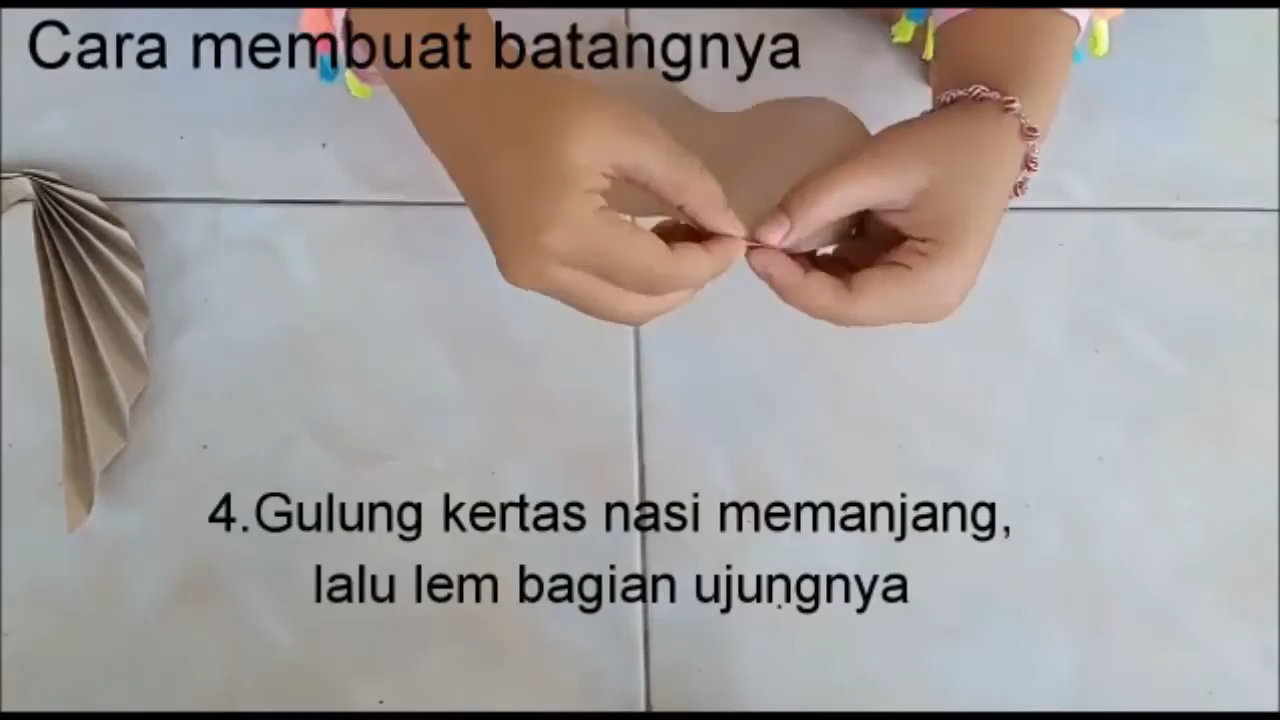 Cara membuat batangnya
4.Gulung kertas nasi memanjang,
lalu lem bagian ujungnya